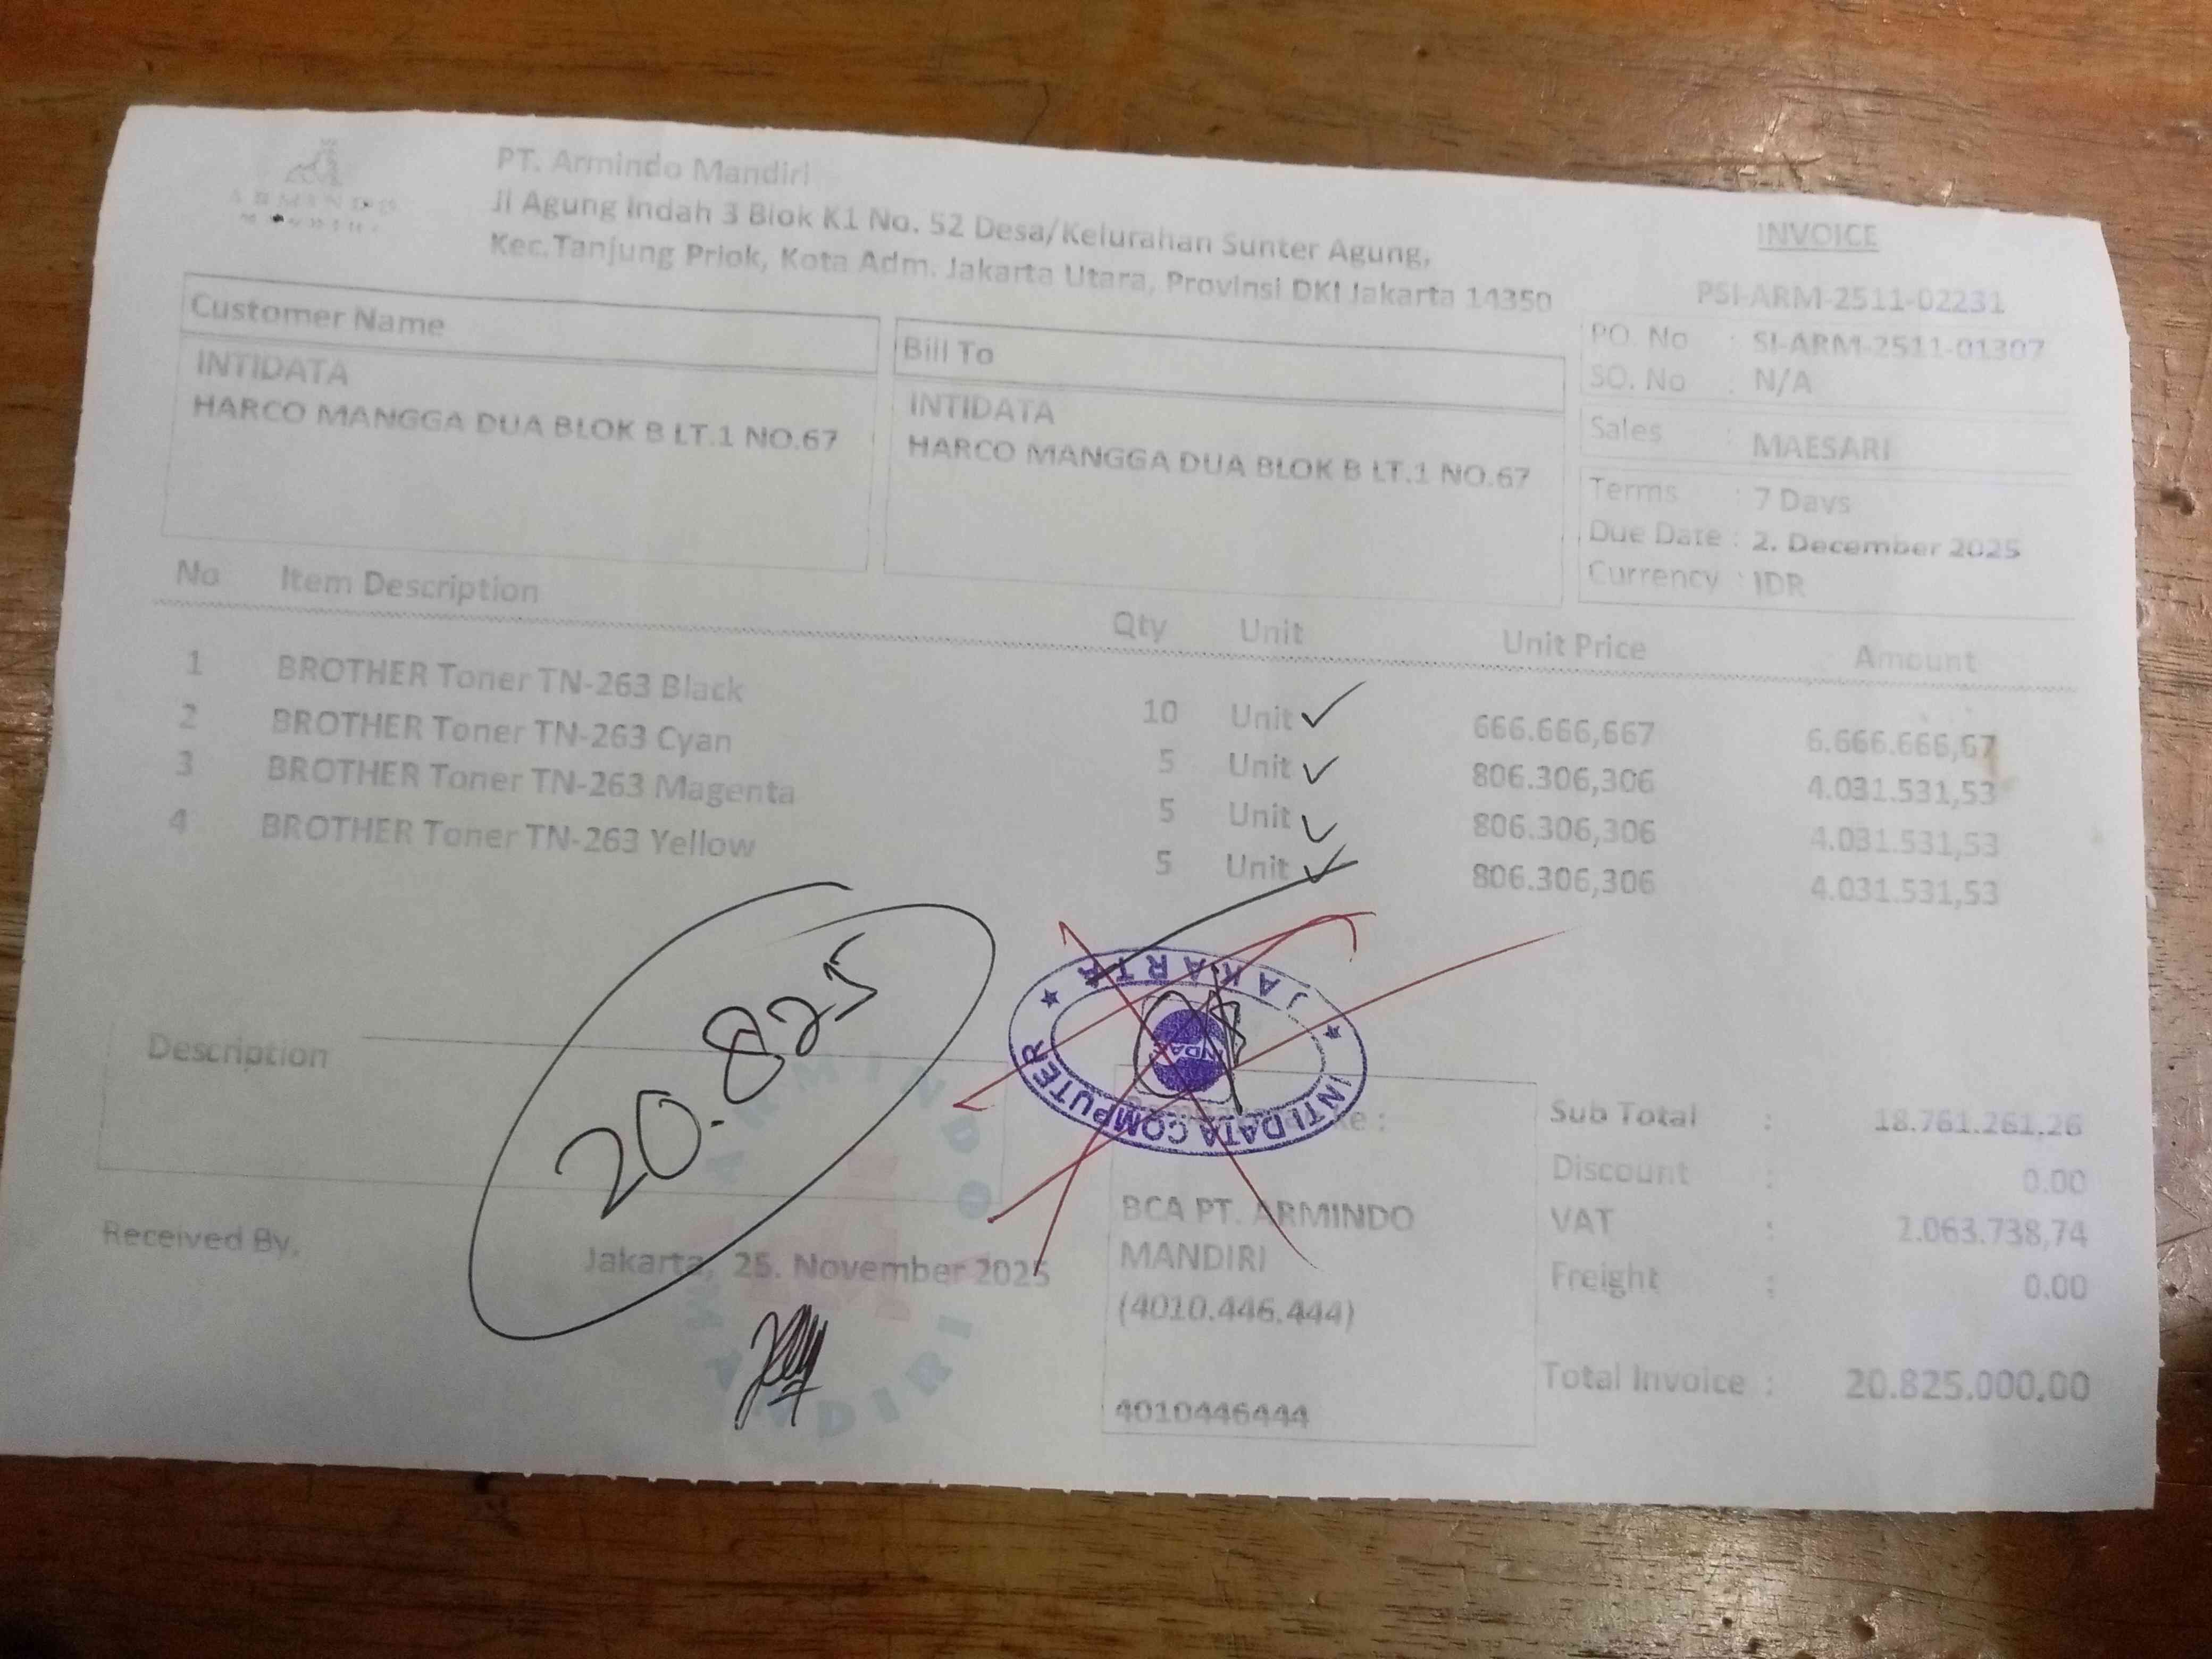 ARMINDO
MANDIRI
PT. Armindo Mandiri
Jl Agung Indah 3 Blok K1 No. 52 Desa/Kelurahan Sunter Agung,
Kec.Tanjung Priok, Kota Adm. Jakarta Utara, Provinsi DKI Jakarta 14350
INVOICE
PSI-ARM-2511-02231
PO. No : SI-ARM-2511-01307
SO. No : N/A
Sales : MAESARI
Terms : 7 Days
Due Date : 2. December 2025
Currency : IDR
Customer Name
INTIDATA
HARCO MANGGA DUA BLOK B LT.1 NO.67
Bill To
INTIDATA
HARCO MANGGA DUA BLOK B LT.1 NO.67
No Item Description Qty Unit Unit Price Amount
1 BROTHER Toner TN-263 Black 10 Unit 666.666,667 6.666.666,67
2 BROTHER Toner TN-263 Cyan 5 Unit 806.306,306 4.031.531,53
3 BROTHER Toner TN-263 Magenta 5 Unit 806.306,306 4.031.531,53
4 BROTHER Toner TN-263 Yellow 5 Unit 806.306,306 4.031.531,53
20.825
INTI DATA COMPUTER
JAKARTA
Description
ARMINDO
MANDIRI
ke :
BCA PT. ARMINDO
MANDIRI
(4010.446.444)
4010446444
Sub Total : 18.761.261,26
Discount : 0.00
VAT : 2.063.738,74
Freight : 0.00
Total Invoice : 20.825.000,00
Received By,
Jakarta, 25. November 2025